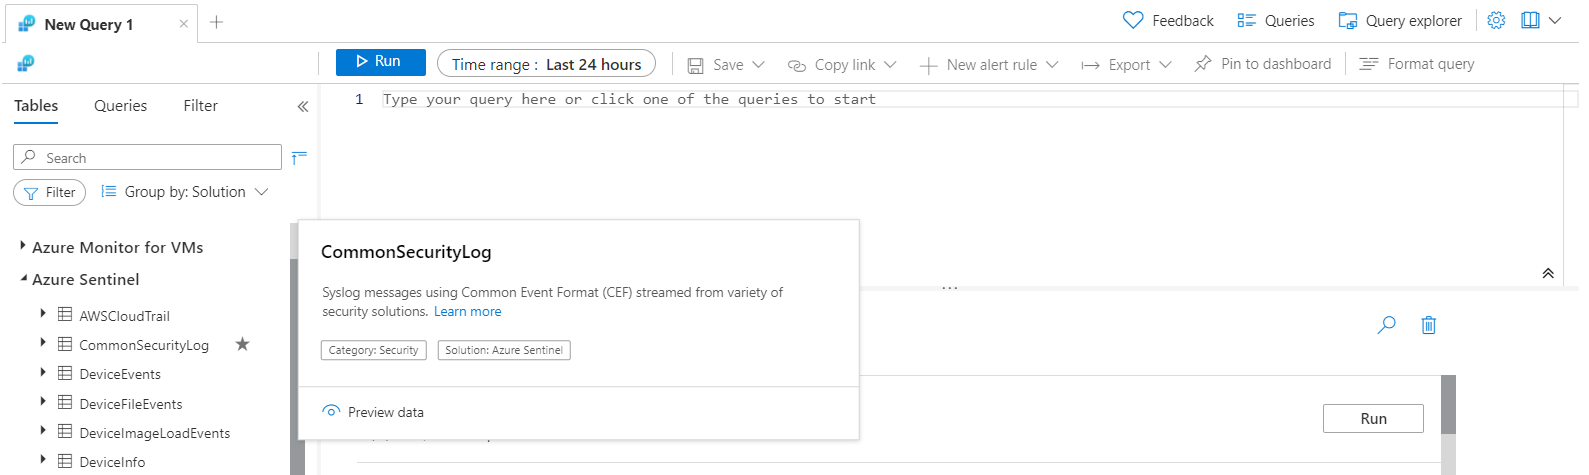 New Query 1
Feedback
Queries
Query explorer
Run
Time range : Last 24 hours
Save
Copy link
New alert rule
Export
Pin to dashboard
Format query
Tables
Queries
Filter
1 Type your query here or click one of the queries to start
Search
Filter
Group by: Solution
Azure Monitor for VMs
Azure Sentinel
AWSCloudTrail
CommonSecurityLog
DeviceEvents
DeviceFileEvents
DeviceImageLoadEvents
DeviceInfo
CommonSecurityLog
Syslog messages using Common Event Format (CEF) streamed from variety of
security solutions. Learn more
Category: Security
Solution: Azure Sentinel
Preview data
Run